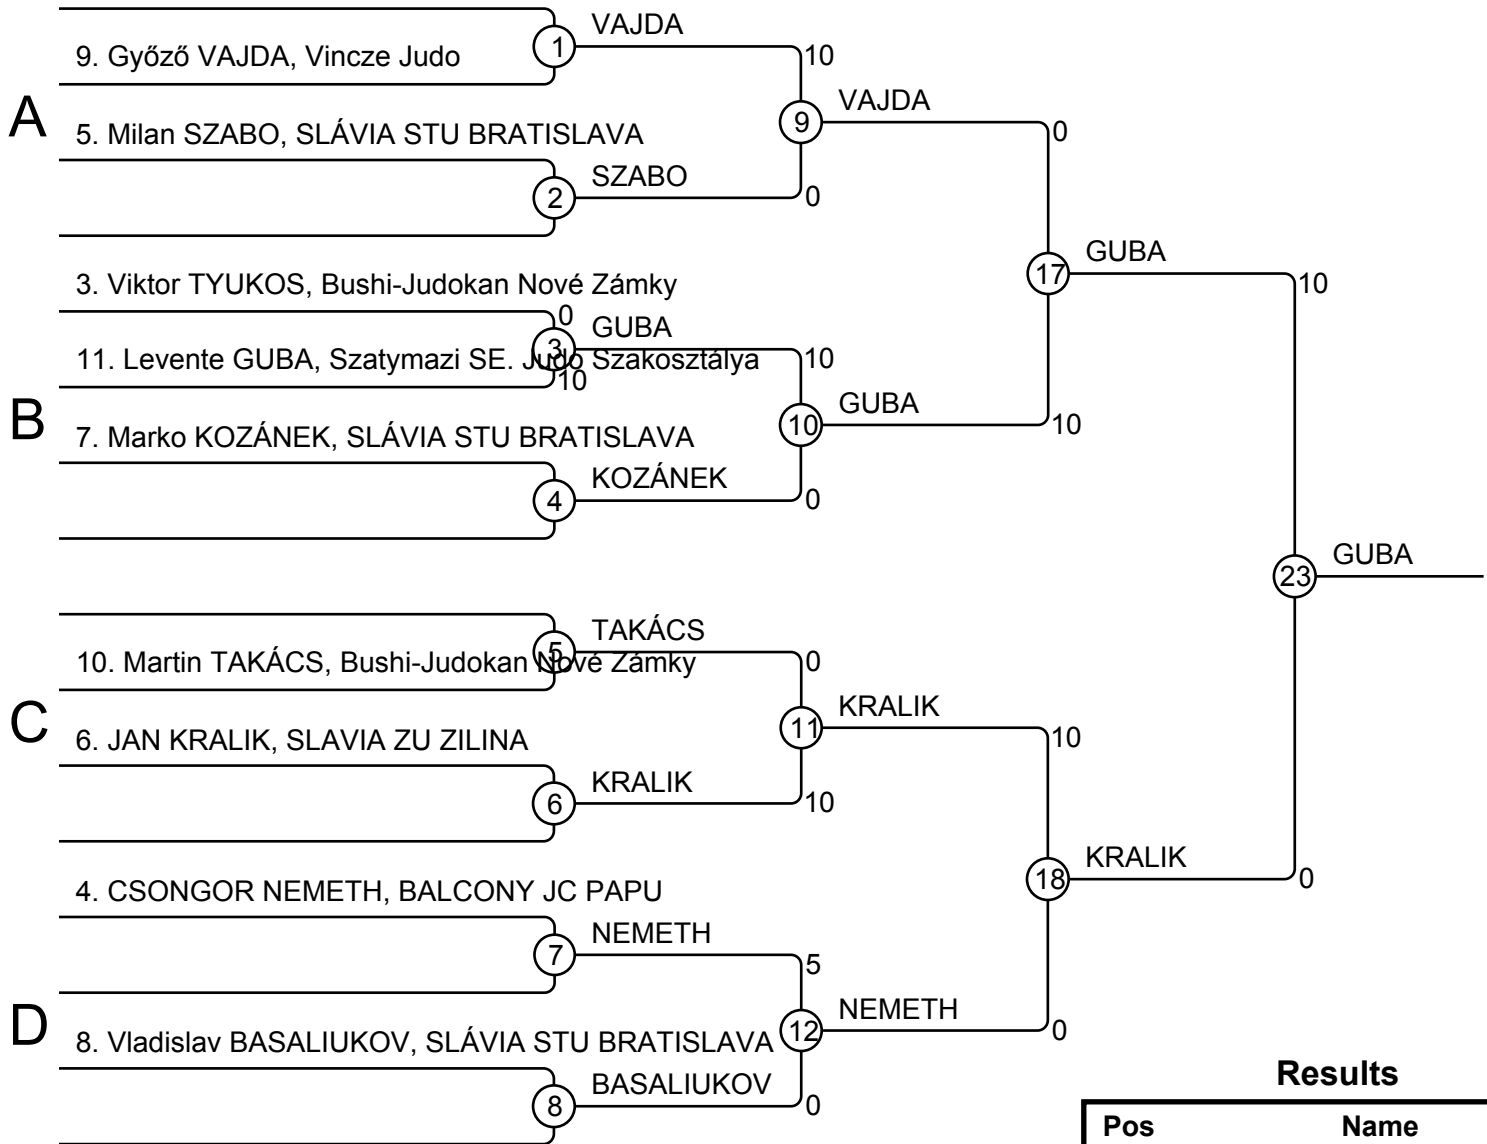 VAJDA
9. Győző VAJDA, Vincze Judo
1
10
A
VAJDA
9
0
5. Milan SZABO, SLÁVIA STU BRATISLAVA
SZABO
2
0
GUBA
17
10
3. Viktor TYUKOS, Bushi-Judokan Nové Zámky
0
GUBA
3
11. Levente GUBA, Szatymazi SE. Judo Szakosztálya
10
10
B
GUBA
10
10
7. Marko KOZÁNEK, SLÁVIA STU BRATISLAVA
KOZÁNEK
4
0
GUBA
23
TAKÁCS
5
10. Martin TAKÁCS, Bushi-Judokan Nové Zámky
0
C
KRALIK
11
10
6. JAN KRALIK, SLAVIA ZU ZILINA
KRALIK
6
10
KRALIK
18
0
4. CSONGOR NEMETH, BALCONY JC PAPU
NEMETH
7
5
D
NEMETH
12
0
8. Vladislav BASALIUKOV, SLÁVIA STU BRATISLAVA
BASALIUKOV
8
0
Results
Pos Name